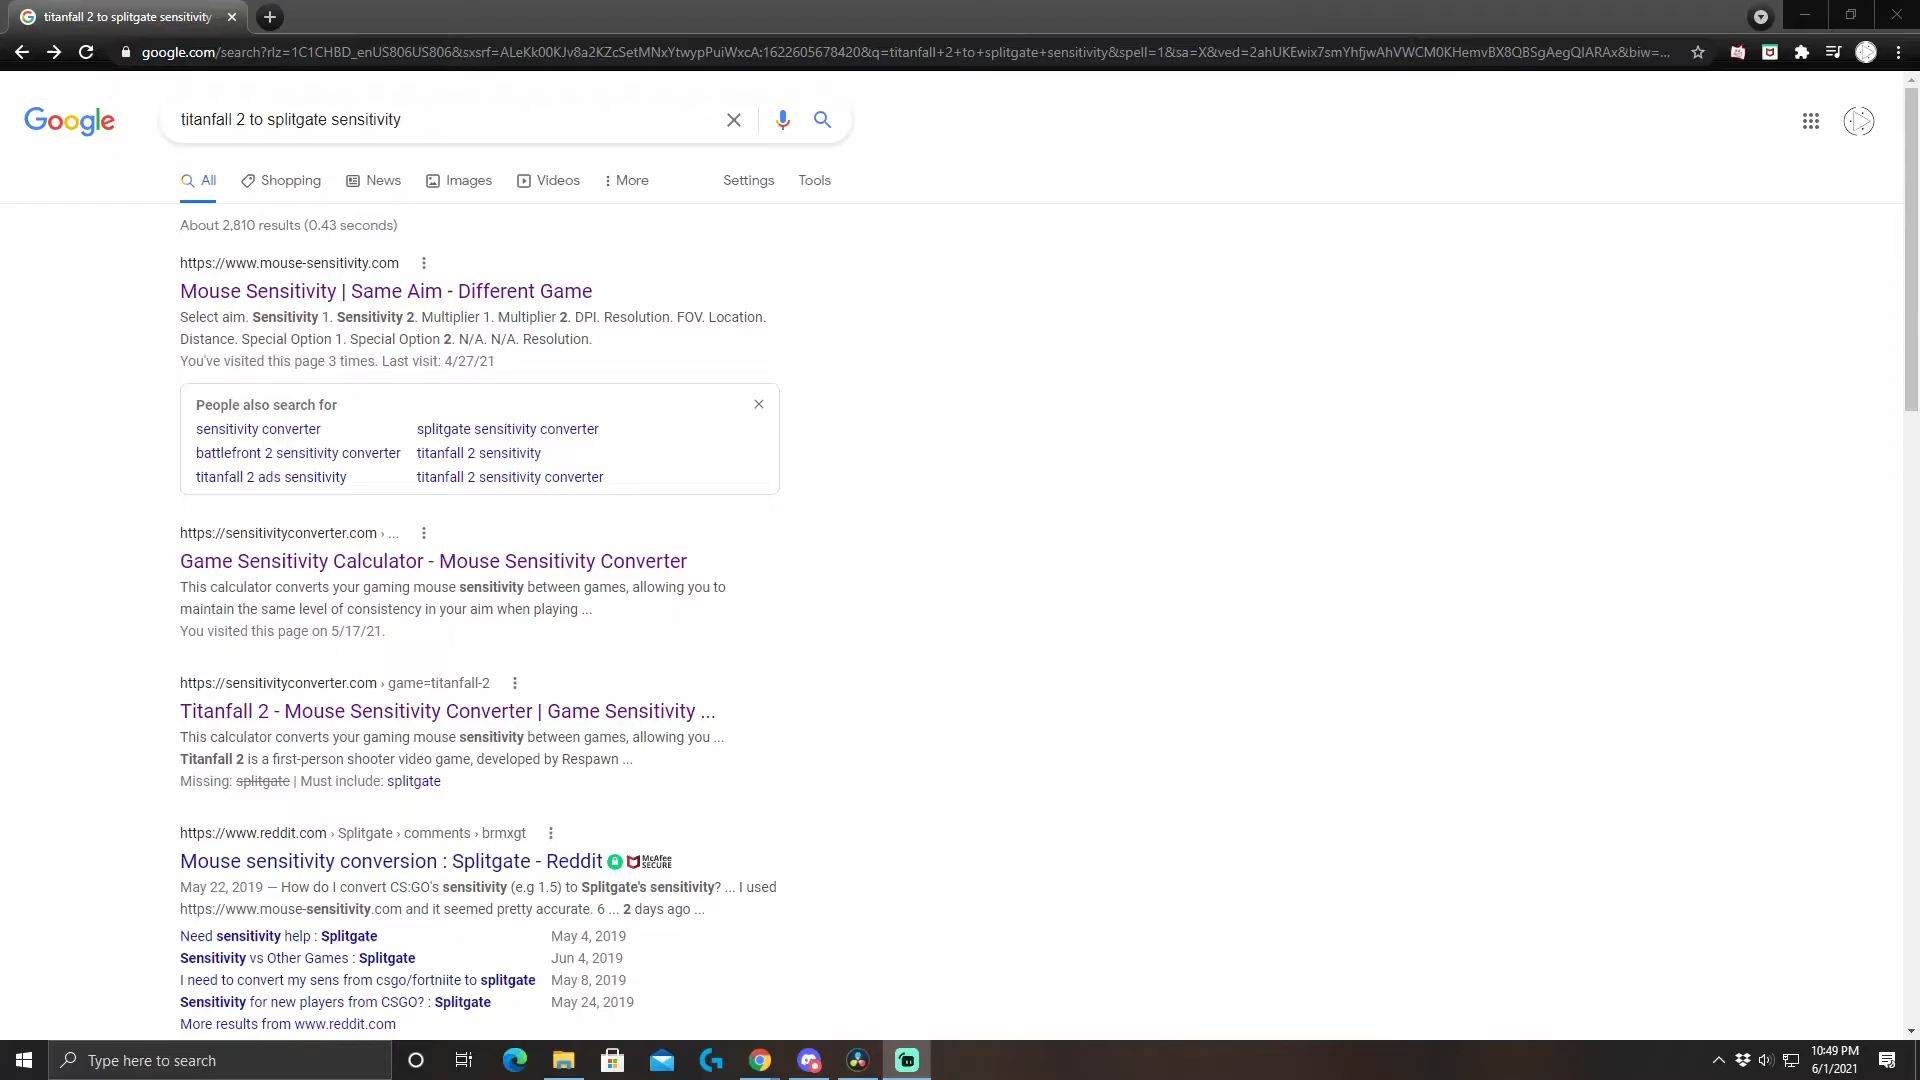 titanfall 2 to splitgate sensitivity
google.com/search?rlz=1C1CHBD_enUS806US806&sxsrf=ALeKk00KJv8a2KZcSetMNxYtwypPuiWxcA:1622605678420&q=titanfall+2+to+splitgate+sensitivity&spell=1&sa=X&ved=2ahUKEwix7smYhfjwAhVWCM0KHemvBX8QBSgAegQIARAx&biw=...
Google
titanfall 2 to splitgate sensitivity
All Shopping News Images Videos More Settings Tools
About 2,810 results (0.43 seconds)
https://www.mouse-sensitivity.com
Mouse Sensitivity | Same Aim - Different Game
Select aim. Sensitivity 1. Sensitivity 2. Multiplier 1. Multiplier 2. DPI. Resolution. FOV. Location.
Distance. Special Option 1. Special Option 2. N/A. N/A. Resolution.
You've visited this page 3 times. Last visit: 4/27/21
People also search for
sensitivity converter splitgate sensitivity converter
battlefront 2 sensitivity converter titanfall 2 sensitivity
titanfall 2 ads sensitivity titanfall 2 sensitivity converter
https://sensitivityconverter.com › ...
Game Sensitivity Calculator - Mouse Sensitivity Converter
This calculator converts your gaming mouse sensitivity between games, allowing you to
maintain the same level of consistency in your aim when playing ...
You visited this page on 5/17/21.
https://sensitivityconverter.com › game=titanfall-2
Titanfall 2 - Mouse Sensitivity Converter | Game Sensitivity ...
This calculator converts your gaming mouse sensitivity between games, allowing you ...
Titanfall 2 is a first-person shooter video game, developed by Respawn ...
Missing: splitgate | Must include: splitgate
https://www.reddit.com › Splitgate › comments › brmxgt
Mouse sensitivity conversion : Splitgate - Reddit McAfee SECURE
May 22, 2019 — How do I convert CS:GO's sensitivity (e.g 1.5) to Splitgate's sensitivity? ... I used
https://www.mouse-sensitivity.com and it seemed pretty accurate. 6 ... 2 days ago ...
Need sensitivity help : Splitgate May 4, 2019
Sensitivity vs Other Games : Splitgate Jun 4, 2019
I need to convert my sens from csgo/fortniite to splitgate May 8, 2019
Sensitivity for new players from CSGO? : Splitgate May 24, 2019
More results from www.reddit.com
Type here to search
10:49 PM
6/1/2021